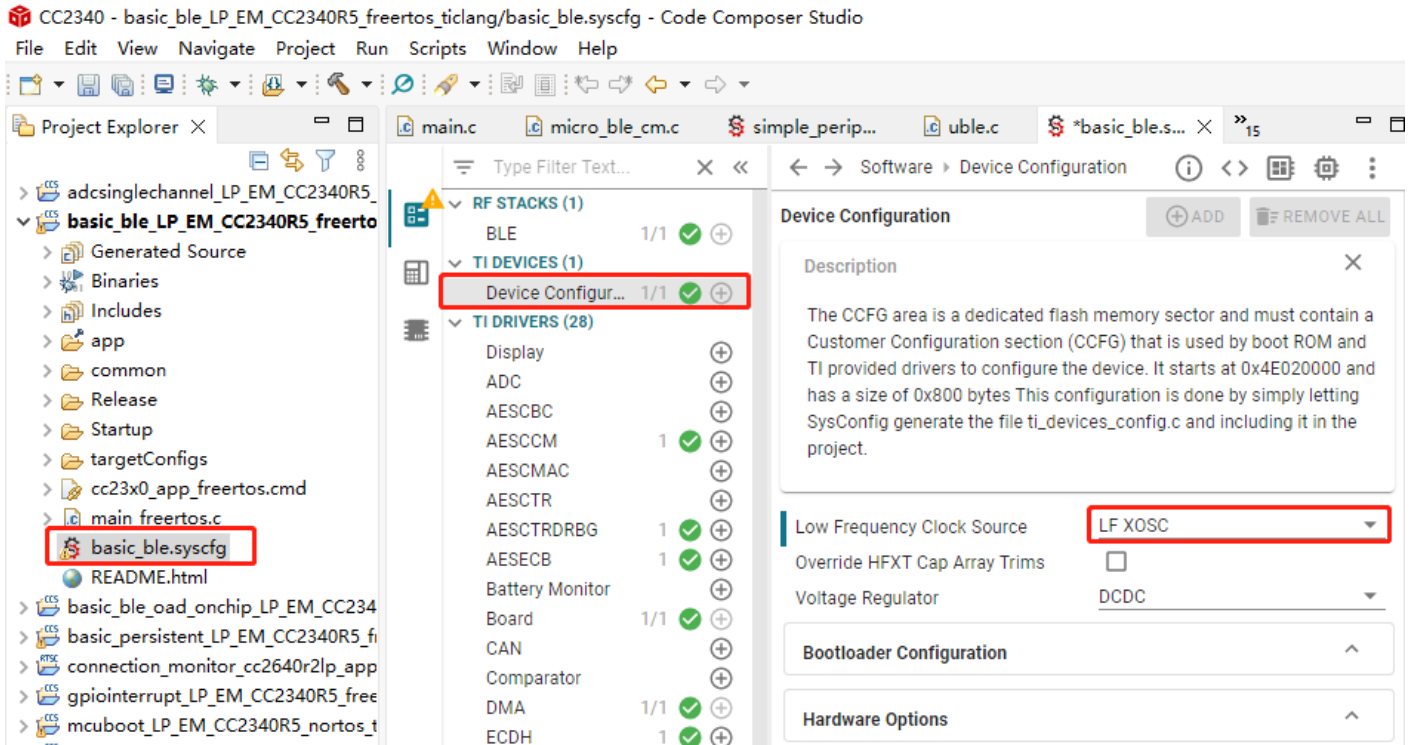 CC2340 - basic_ble_LP_EM_CC2340R5_freertos_ticlang/basic_ble.syscfg - Code Composer Studio
File Edit View Navigate Project Run Scripts Window Help
Project Explorer
main.c micro_ble_cm.c simple_perip... uble.c *basic_ble.s... »15
adcsinglechannel_LP_EM_CC2340R5_
basic_ble_LP_EM_CC2340R5_freerto
Generated Source
Binaries
Includes
app
common
Release
Startup
targetConfigs
cc23x0_app_freertos.cmd
main_freertos.c
basic_ble.syscfg
README.html
basic_ble_oad_onchip_LP_EM_CC234
basic_persistent_LP_EM_CC2340R5_f
connection_monitor_cc2640r2lp_app
gpiointerrupt_LP_EM_CC2340R5_free
mcuboot_LP_EM_CC2340R5_nortos_t
Type Filter Text...
RF STACKS (1)
BLE 1/1
TI DEVICES (1)
Device Configur... 1/1
TI DRIVERS (28)
Display
ADC
AESCBC
AESCCM 1
AESCMAC
AESCTR
AESCTRDRBG 1
AESECB 1
Battery Monitor
Board 1/1
CAN
Comparator
DMA 1/1
ECDH 1
Software Device Configuration
Device Configuration ADD REMOVE ALL
Description
The CCFG area is a dedicated flash memory sector and must contain a
Customer Configuration section (CCFG) that is used by boot ROM and
TI provided drivers to configure the device. It starts at 0x4E020000 and
has a size of 0x800 bytes This configuration is done by simply letting
SysConfig generate the file ti_devices_config.c and including it in the
project.
Low Frequency Clock Source LF XOSC
Override HFXT Cap Array Trims
Voltage Regulator DCDC
Bootloader Configuration
Hardware Options